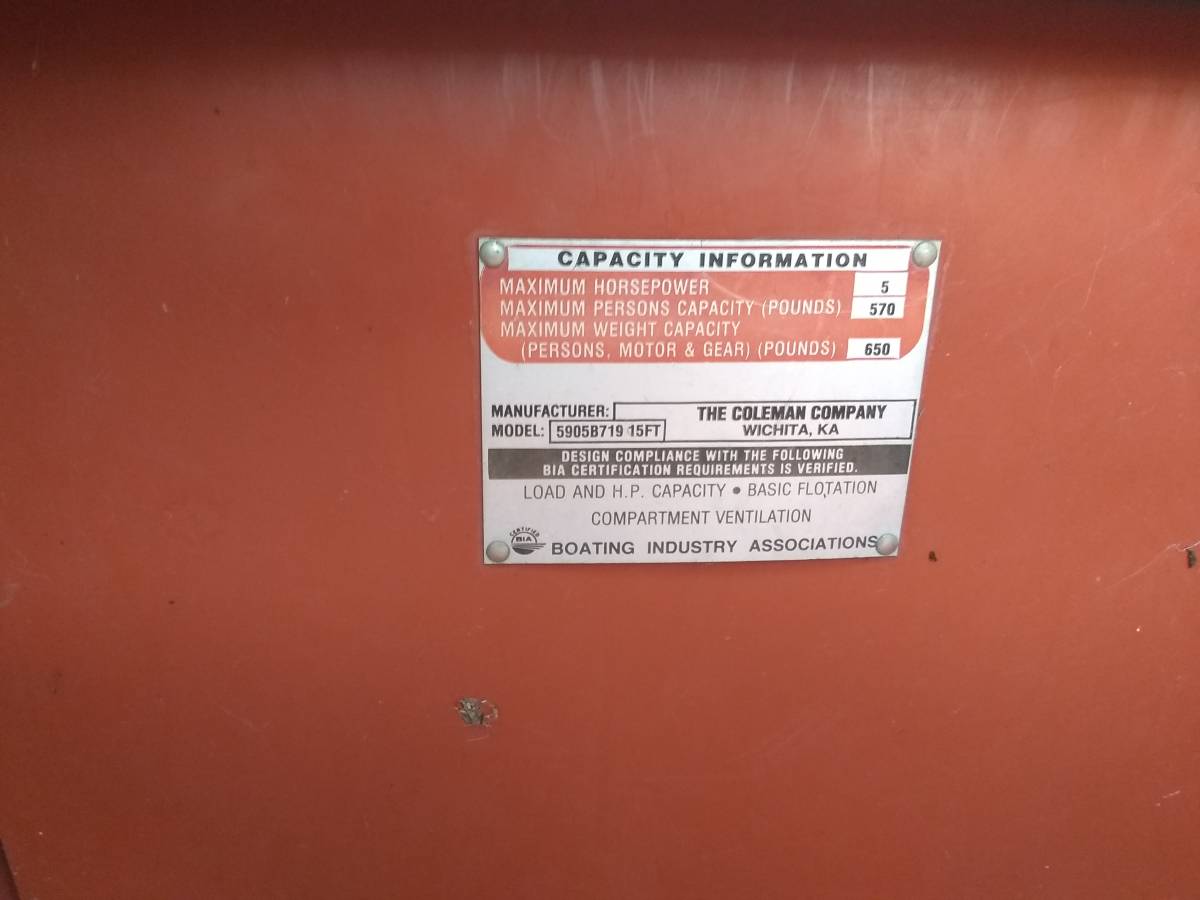 CAPACITY INFORMATION
MAXIMUM HORSEPOWER 5
MAXIMUM PERSONS CAPACITY (POUNDS) 570
MAXIMUM WEIGHT CAPACITY
(PERSONS, MOTOR & GEAR) (POUNDS) 650
MANUFACTURER: THE COLEMAN COMPANY
MODEL: 5905B719 15FT WICHITA, KA
DESIGN COMPLIANCE WITH THE FOLLOWING
BIA CERTIFICATION REQUIREMENTS IS VERIFIED.
LOAD AND H.P. CAPACITY • BASIC FLOTATION
COMPARTMENT VENTILATION
CERTIFIED
BIA
BOATING INDUSTRY ASSOCIATIONS